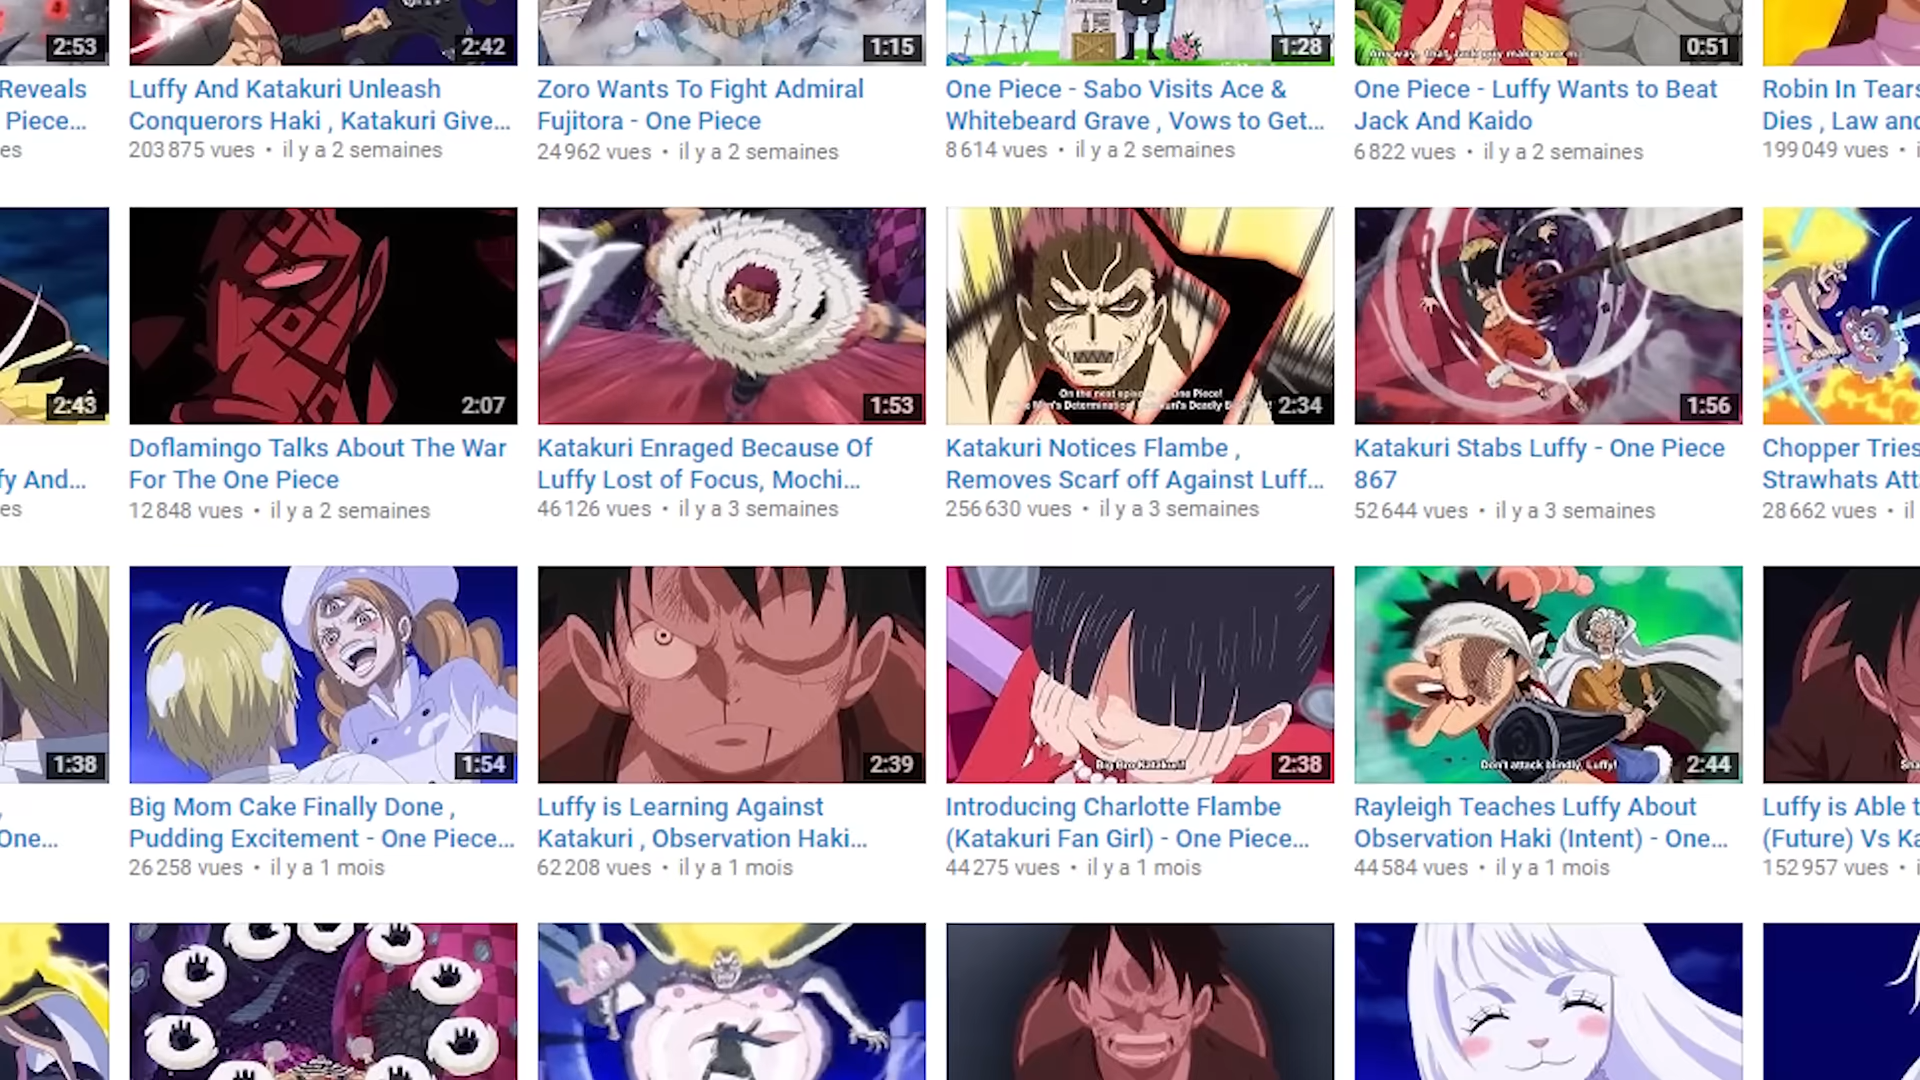 2:53
2:42
1:15
1:28
0:51
Reveals
Piece...
es
Luffy And Katakuri Unleash
Conquerors Haki , Katakuri Give...
203 875 vues • il y a 2 semaines
Zoro Wants To Fight Admiral
Fujitora - One Piece
24 962 vues • il y a 2 semaines
One Piece - Sabo Visits Ace &
Whitebeard Grave , Vows to Get...
8 614 vues • il y a 2 semaines
One Piece - Luffy Wants to Beat
Jack And Kaido
6 822 vues • il y a 2 semaines
Robin In Tears
Dies , Law and
199 049 vues •
2:43
2:07
1:53
On the next One Piece!
2:34
1:56
fy And...
es
Doflamingo Talks About The War
For The One Piece
12 848 vues • il y a 2 semaines
Katakuri Enraged Because Of
Luffy Lost of Focus, Mochi...
46 126 vues • il y a 3 semaines
Katakuri Notices Flambe ,
Removes Scarf off Against Luff...
256 630 vues • il y a 3 semaines
Katakuri Stabs Luffy - One Piece
867
52 644 vues • il y a 3 semaines
Chopper Tries
Strawhats Att
28 662 vues • il
1:38
1:54
2:39
Big Bro Katakuri!
2:38
Don't attack blindly, Luffy!
2:44
,
One...
Big Mom Cake Finally Done ,
Pudding Excitement - One Piece...
26 258 vues • il y a 1 mois
Luffy is Learning Against
Katakuri , Observation Haki...
62 208 vues • il y a 1 mois
Introducing Charlotte Flambe
(Katakuri Fan Girl) - One Piece...
44 275 vues • il y a 1 mois
Rayleigh Teaches Luffy About
Observation Haki (Intent) - One...
44 584 vues • il y a 1 mois
Luffy is Able t
(Future) Vs Ka
152 957 vues •